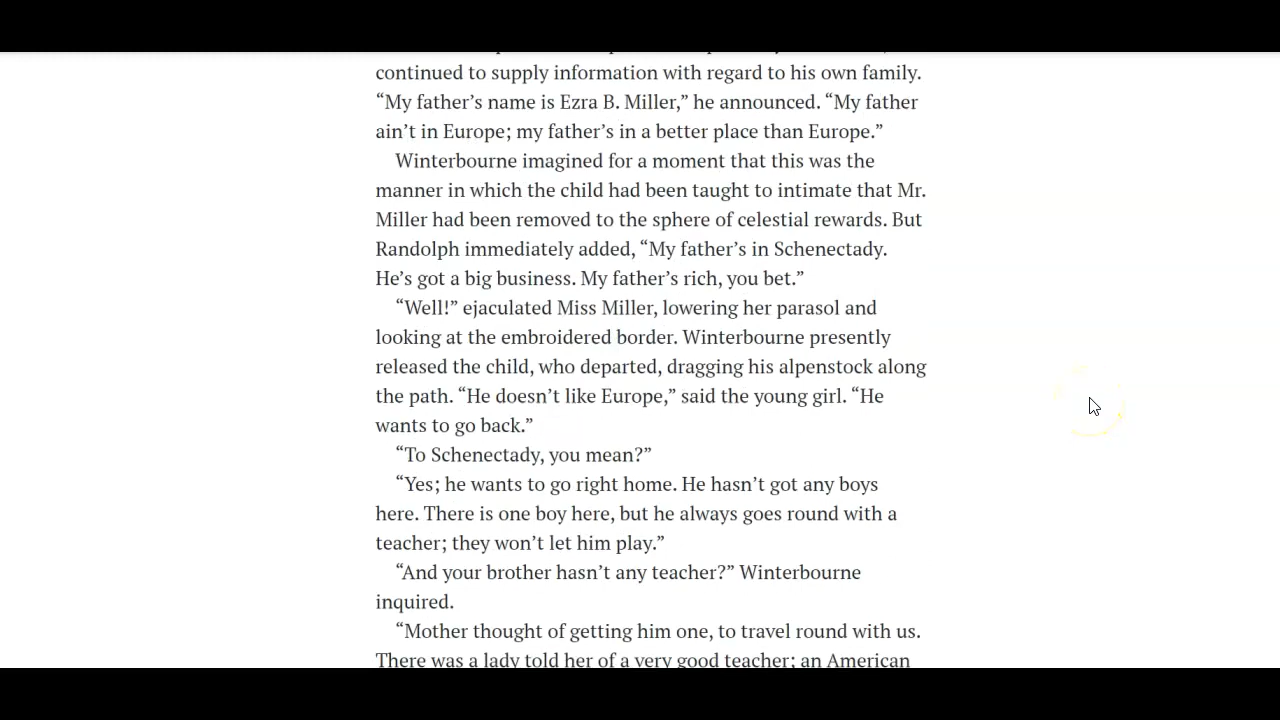 continued to supply information with regard to his own family.
“My father’s name is Ezra B. Miller,” he announced. “My father
ain’t in Europe; my father’s in a better place than Europe.”
Winterbourne imagined for a moment that this was the
manner in which the child had been taught to intimate that Mr.
Miller had been removed to the sphere of celestial rewards. But
Randolph immediately added, “My father’s in Schenectady.
He’s got a big business. My father’s rich, you bet.”
“Well!” ejaculated Miss Miller, lowering her parasol and
looking at the embroidered border. Winterbourne presently
released the child, who departed, dragging his alpenstock along
the path. “He doesn’t like Europe,” said the young girl. “He
wants to go back.”
“To Schenectady, you mean?”
“Yes; he wants to go right home. He hasn’t got any boys
here. There is one boy here, but he always goes round with a
teacher; they won’t let him play.”
“And your brother hasn’t any teacher?” Winterbourne
inquired.
“Mother thought of getting him one, to travel round with us.
There was a lady told her of a very good teacher; an American